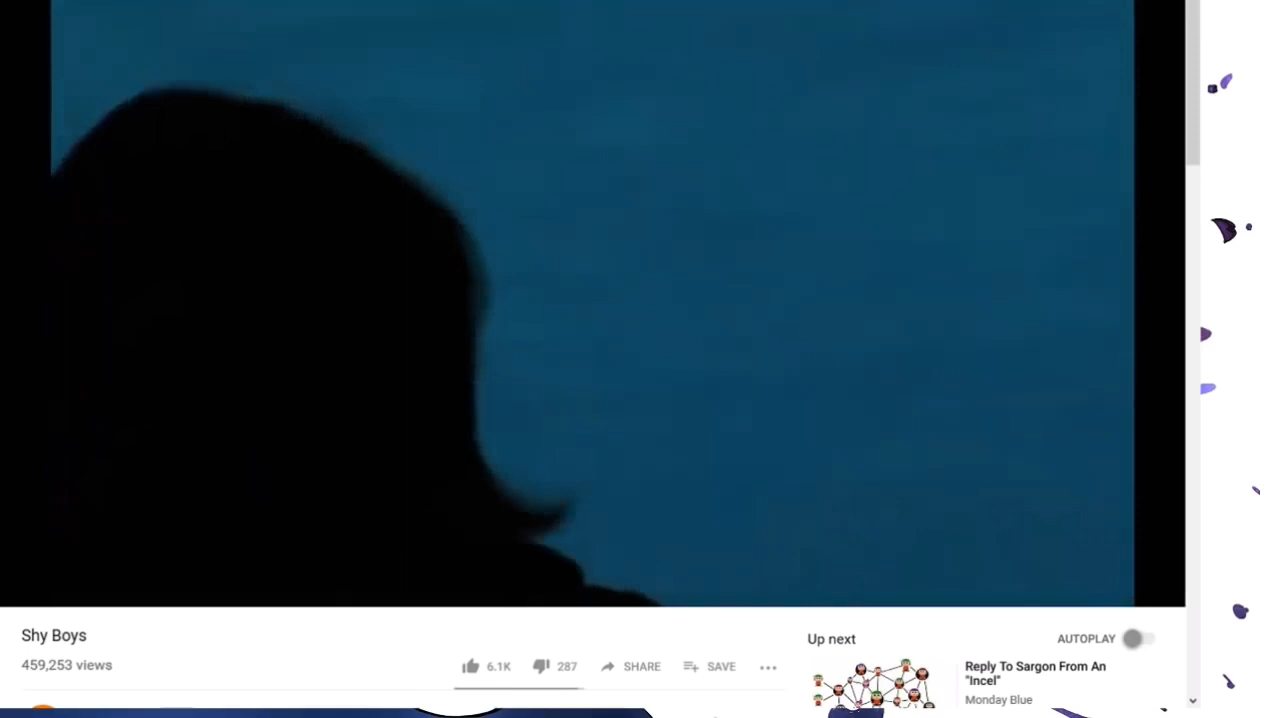 Shy Boys
459,253 views
6.1K 287 SHARE SAVE
Up next AUTOPLAY
Reply To Sargon From An
"Incel"
Monday Blue